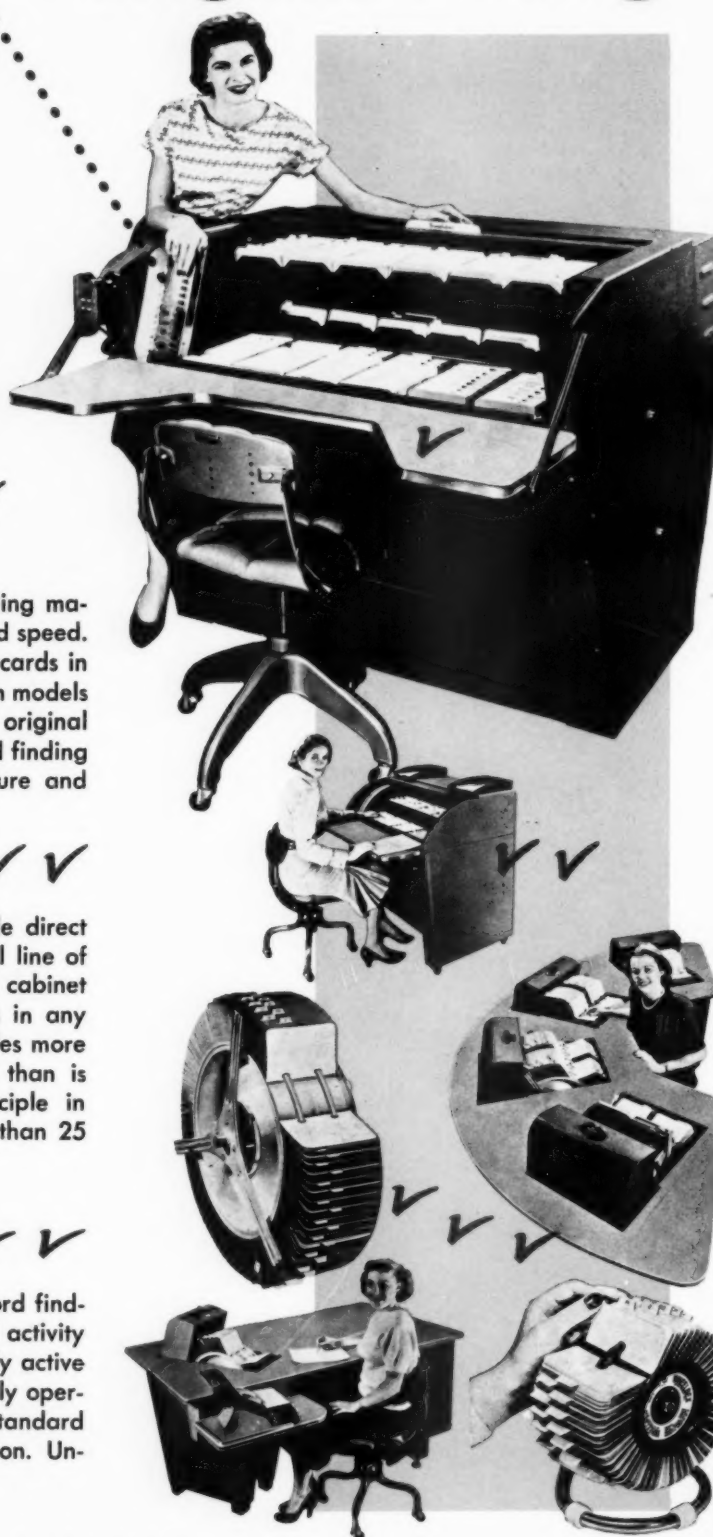 ing ma-
d speed.
cards in
n models
original
l finding
ure and
le direct
l line of
cabinet
in any
es more
than is
ciple in
than 25
ord find-
activity
y active
ly oper-
tandard
on. Un-